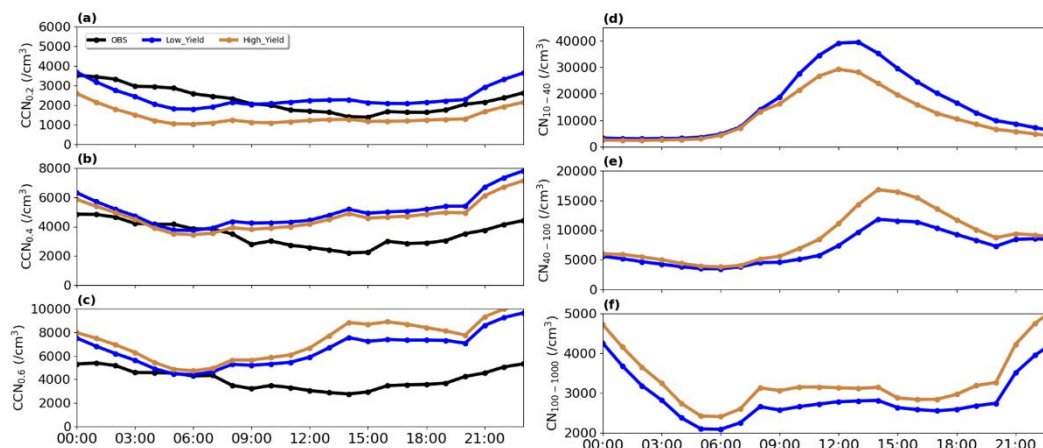 (a)
6000
5000
4000
3000
2000
1000
0
CCN0.2 (/cm³)
OBS Low_Yield High_Yield
(b)
8000
6000
4000
2000
0
CCN0.4 (/cm³)
(c)
10000
8000
6000
4000
2000
0
CCN0.6 (/cm³)
00:00 03:00 06:00 09:00 12:00 15:00 18:00 21:00
(d)
40000
30000
20000
10000
0
CN10−40 (/cm³)
(e)
20000
15000
10000
5000
0
CN40−100 (/cm³)
(f)
5000
4000
3000
2000
CN100−1000 (/cm³)
00:00 03:00 06:00 09:00 12:00 15:00 18:00 21:00